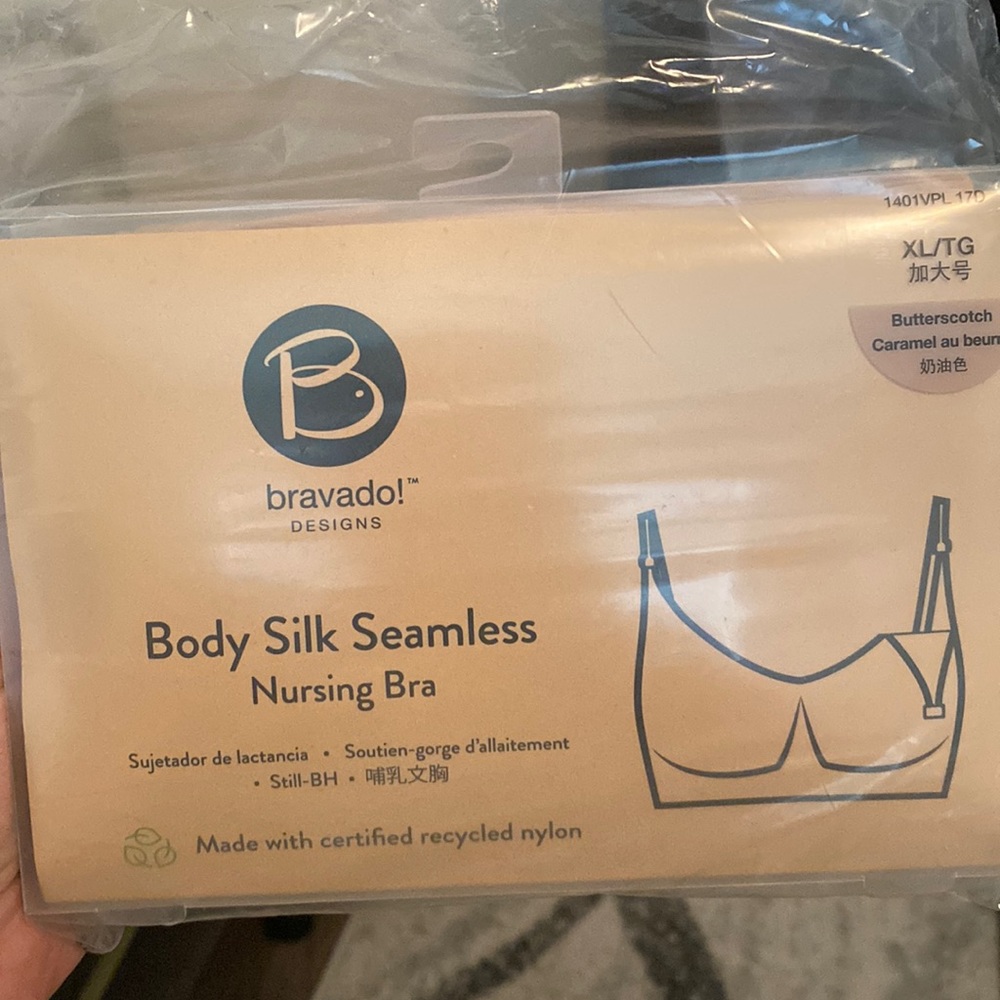 1401VPL 17D
XL/TG
加大号
Butterscotch
Caramel au beurr
奶油色
B
bravado!™
DESIGNS
Body Silk Seamless
Nursing Bra
Sujetador de lactancia • Soutien-gorge d'allaitement
• Still-BH • 哺乳文胸
Made with certified recycled nylon